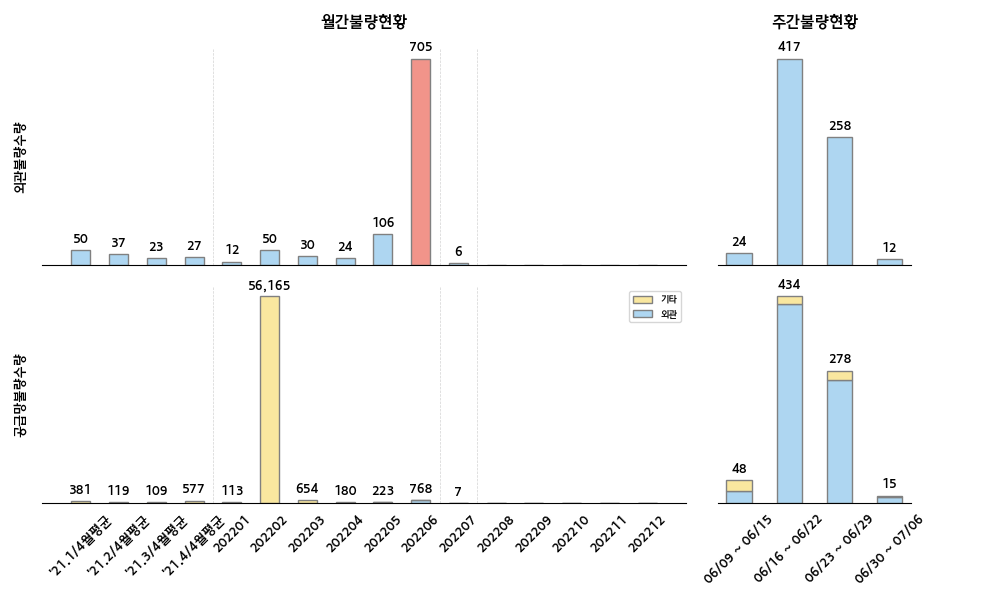 월간불량현황
주간불량현황
외관불량수량
50 37 23 27 12 50 30 24 106 705 6
24 417 258 12
공급망불량수량
381 119 109 577 113 56,165 654 180 223 768 7
기타
외관
48 434 278 15
'21.1/4월평균 '21.2/4월평균 '21.3/4월평균 '21.4/4월평균 202201 202202 202203 202204 202205 202206 202207 202208 202209 202210 202211 202212
06/09 ~ 06/15 06/16 ~ 06/22 06/23 ~ 06/29 06/30 ~ 07/06